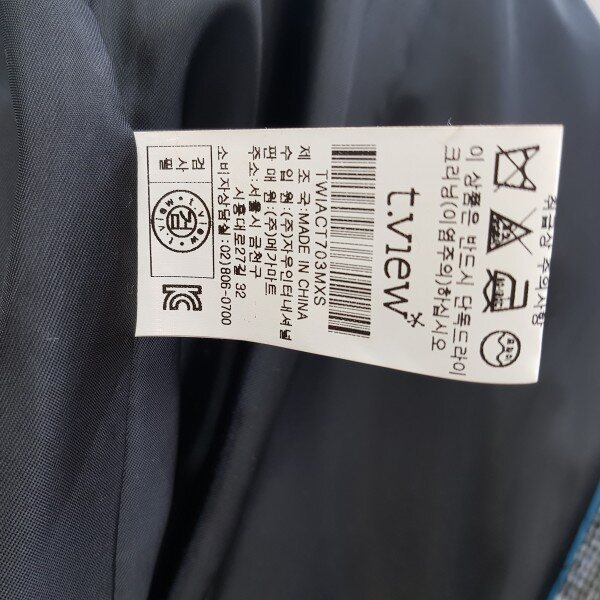 취급상 주의사항
이 상품은 반드시 단독드라이
크리닝(이염주의)하십시오
t.view*
TWIACT703MXS
제 조 국:MADE IN CHINA
수 입 원:(주)자우인터내셔널
판 매 원:(주)메가마트
주소:서울시 금천구
시흥대로27길 32
소비자상담실:02)806-0700
검사필
검